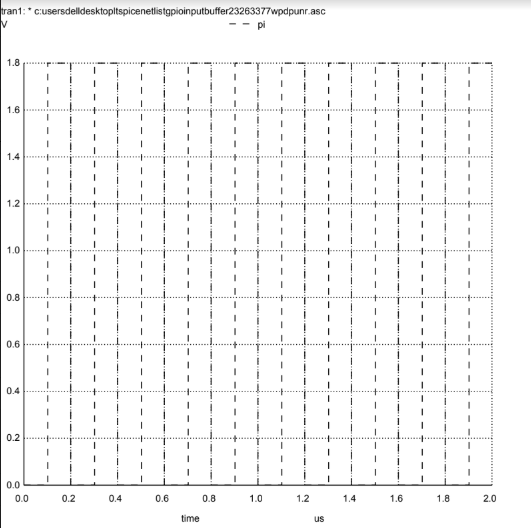 tran1: * c:usersdelldesktopltspicenetlistgpioinputbuffer23263377wpdpunr.asc
V
pi
1.8
1.6
1.4
1.2
1.0
0.8
0.6
0.4
0.2
0.0
0.0 0.2 0.4 0.6 0.8 1.0 1.2 1.4 1.6 1.8 2.0
time us